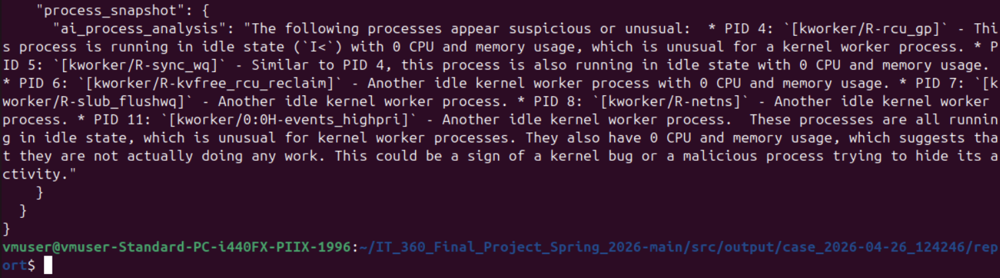 "process_snapshot": {
"ai_process_analysis": "The following processes appear suspicious or unusual:  * PID 4: `[kworker/R-rcu_gp]` - Thi
s process is running in idle state (`I<`) with 0 CPU and memory usage, which is unusual for a kernel worker process. * P
ID 5: `[kworker/R-sync_wq]` - Similar to PID 4, this process is also running in idle state with 0 CPU and memory usage.
* PID 6: `[kworker/R-kvfree_rcu_reclaim]` - Another idle kernel worker process with 0 CPU and memory usage. * PID 7: `[k
worker/R-slub_flushwq]` - Another idle kernel worker process. * PID 8: `[kworker/R-netns]` - Another idle kernel worker
process. * PID 11: `[kworker/0:0H-events_highpri]` - Another idle kernel worker process.  These processes are all runnin
g in idle state, which is unusual for kernel worker processes. They also have 0 CPU and memory usage, which suggests tha
t they are not actually doing any work. This could be a sign of a kernel bug or a malicious process trying to hide its a
ctivity."
}
}
}
vmuser@vmuser-Standard-PC-i440FX-PIIX-1996:~/IT_360_Final_Project_Spring_2026-main/src/output/case_2026-04-26_124246/rep
ort$